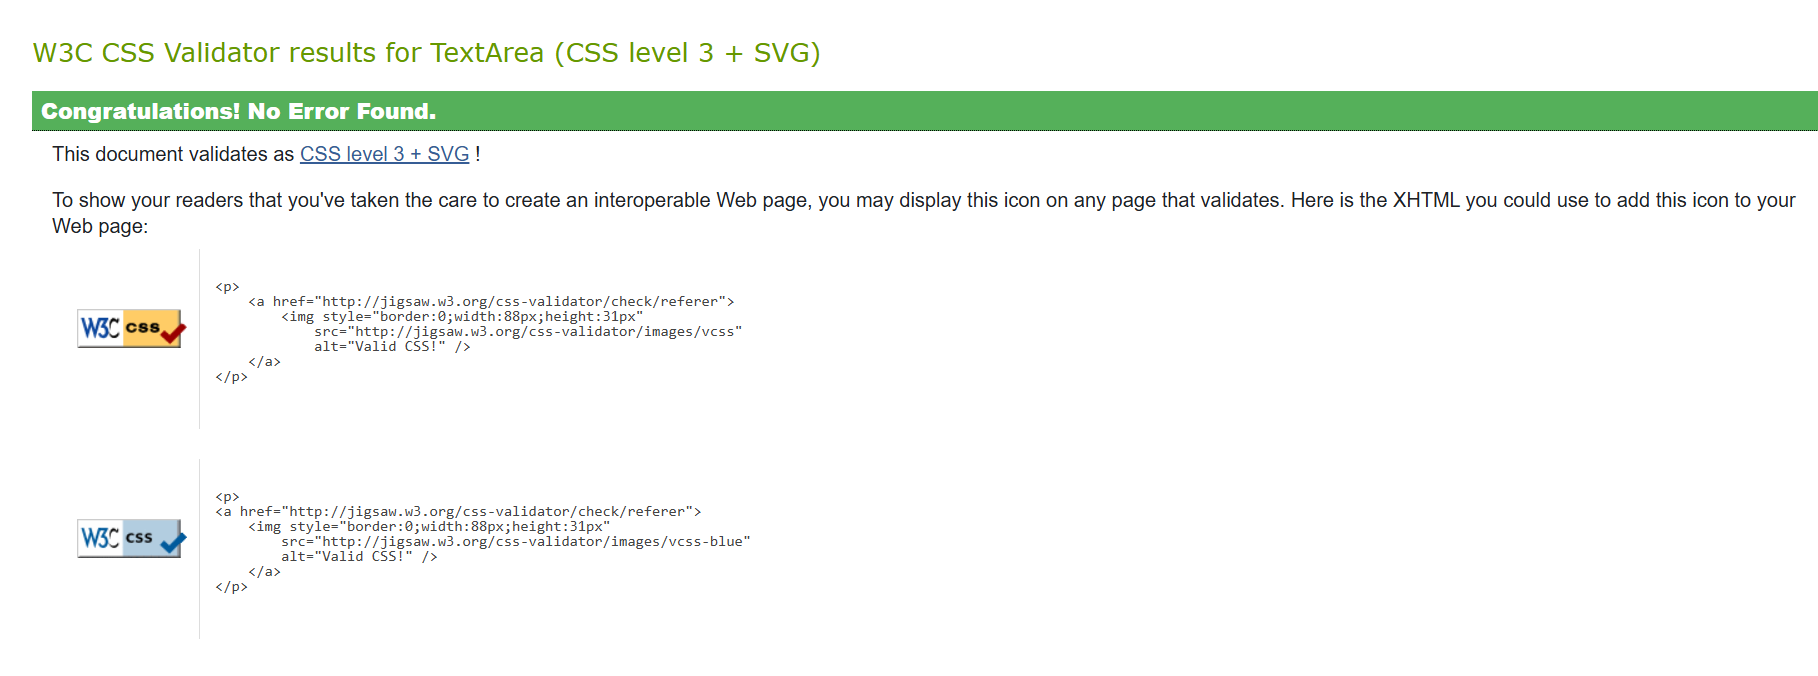 W3C CSS Validator results for TextArea (CSS level 3 + SVG)
Congratulations! No Error Found.
This document validates as CSS level 3 + SVG !
To show your readers that you've taken the care to create an interoperable Web page, you may display this icon on any page that validates. Here is the XHTML you could use to add this icon to your
Web page:
W3C css
<p>
    <a href="http://jigsaw.w3.org/css-validator/check/referer">
        <img style="border:0;width:88px;height:31px"
            src="http://jigsaw.w3.org/css-validator/images/vcss"
            alt="Valid CSS!" />
    </a>
</p>
W3C css
<p>
<a href="http://jigsaw.w3.org/css-validator/check/referer">
    <img style="border:0;width:88px;height:31px"
        src="http://jigsaw.w3.org/css-validator/images/vcss-blue"
        alt="Valid CSS!" />
    </a>
</p>